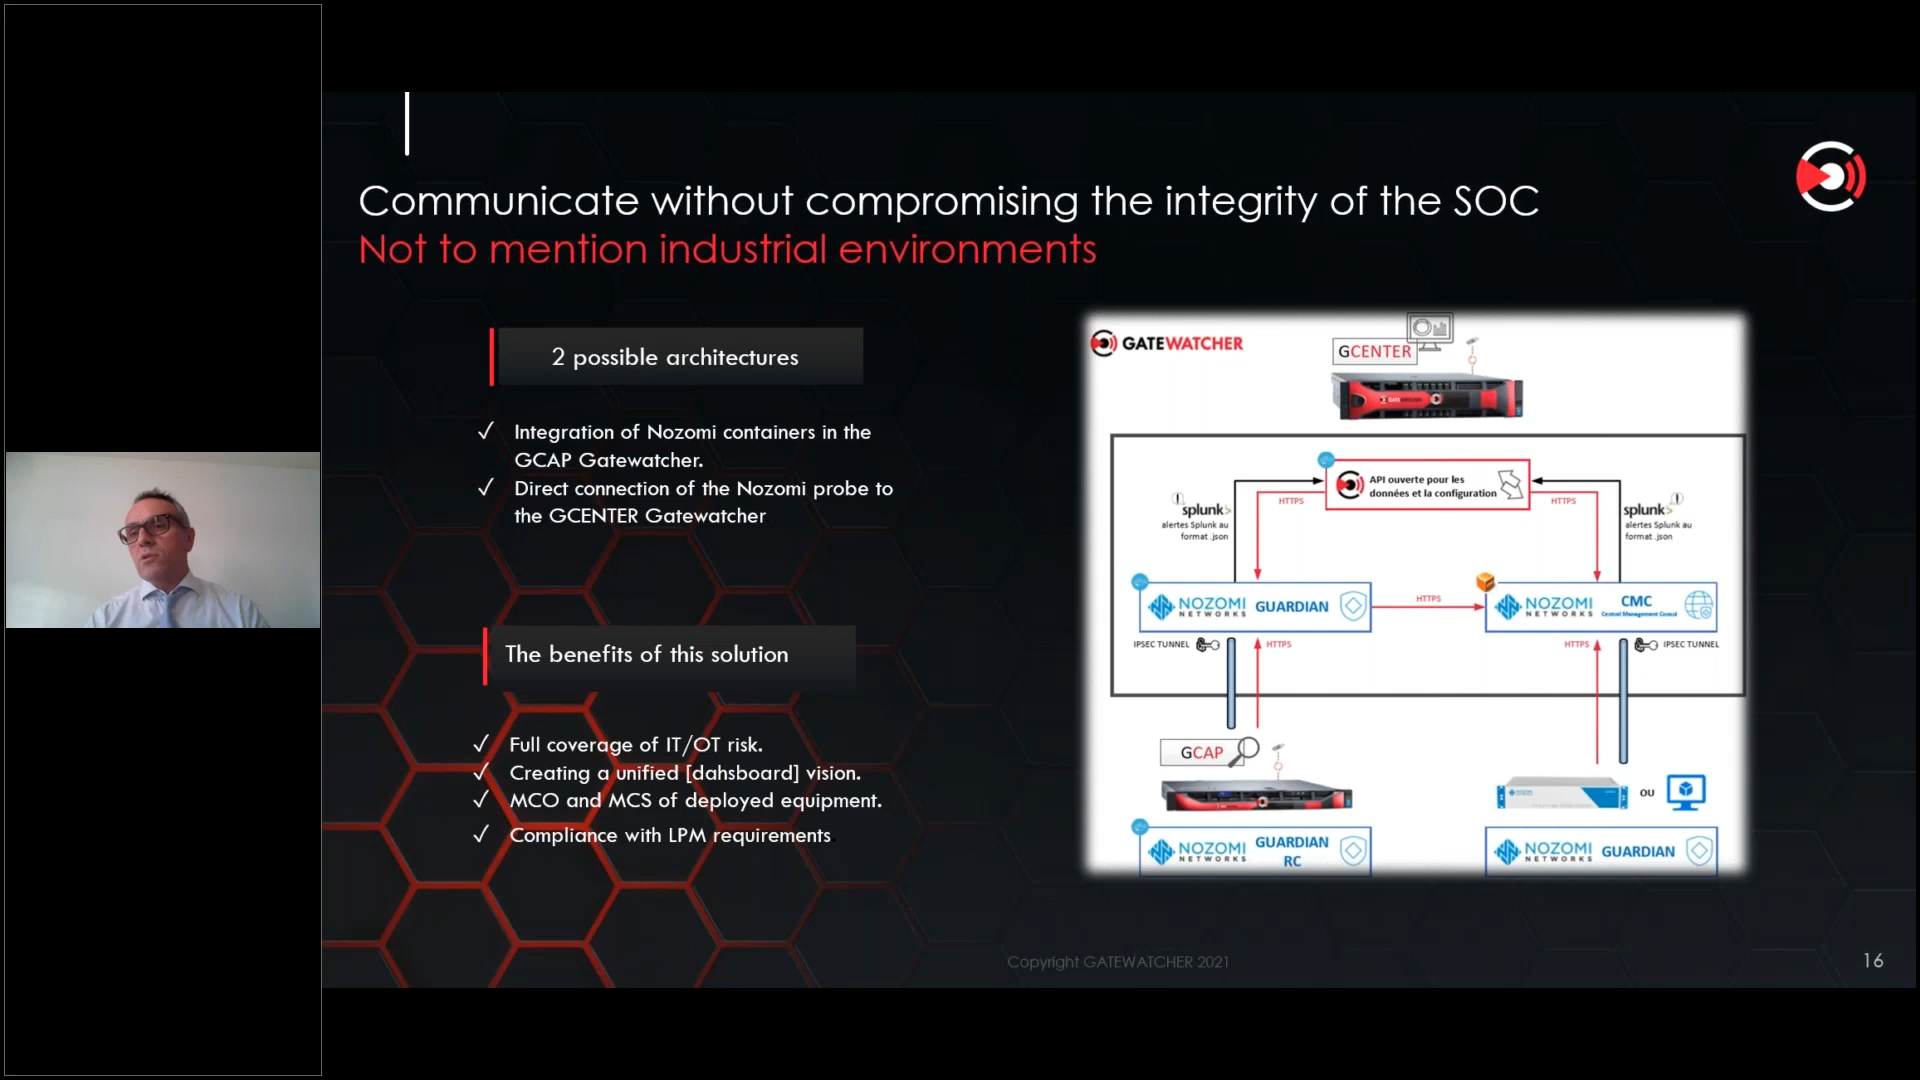 Communicate without compromising the integrity of the SOC
Not to mention industrial environments
2 possible architectures
✓ Integration of Nozomi containers in the
GCAP Gatewatcher.
✓ Direct connection of the Nozomi probe to
the GCENTER Gatewatcher
The benefits of this solution
✓ Full coverage of IT/OT risk.
✓ Creating a unified [dahsboard] vision.
✓ MCO and MCS of deployed equipment.
✓ Compliance with LPM requirements
GATEWATCHER
GCENTER
GATEWATCHER
API ouverte pour les
données et la configuration
HTTPS
HTTPS
splunk>
alertes Splunk au
format .json
splunk>
alertes Splunk au
format .json
NOZOMI
NETWORKS
GUARDIAN
HTTPS
NOZOMI
NETWORKS
CMC
Central Management Consol
IPSEC TUNNEL
HTTPS
HTTPS
IPSEC TUNNEL
GCAP
OU
NOZOMI
NETWORKS
GUARDIAN
RC
NOZOMI
NETWORKS
GUARDIAN
Copyright GATEWATCHER 2021
16